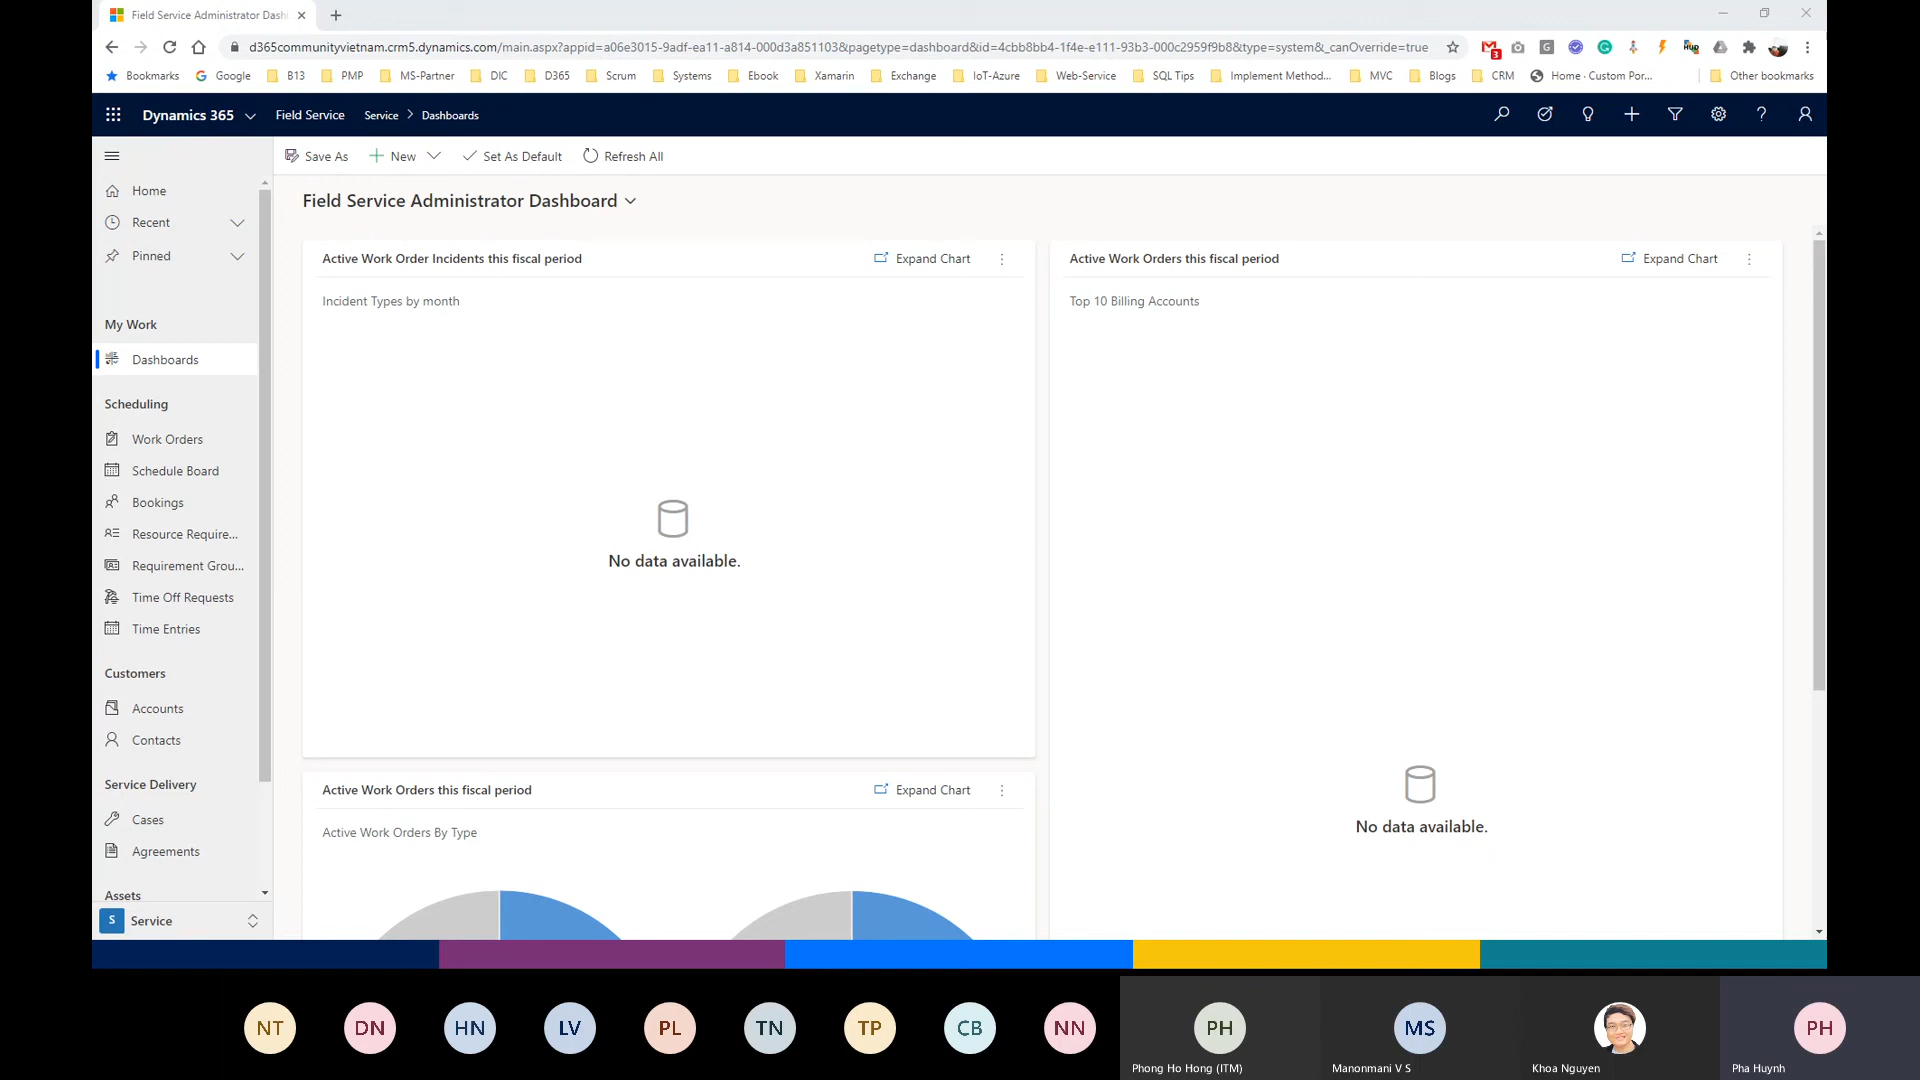 Field Service Administrator Dash
d365communityvietnam.crm5.dynamics.com/main.aspx?appid=a06e3015-9adf-ea11-a814-000d3a851103&pagetype=dashboard&id=4cbb8bb4-1f4e-e111-93b3-000c2959f9b8&type=system&_canOverride=true
3
Bookmarks Google B13 PMP MS-Partner DIC D365 Scrum Systems Ebook Xamarin Exchange IoT-Azure Web-Service SQL Tips Implement Method... MVC Blogs CRM Home · Custom Por... Other bookmarks
Dynamics 365 Field Service Service > Dashboards
Save As New Set As Default Refresh All
Home
Recent
Pinned
My Work
Dashboards
Scheduling
Work Orders
Schedule Board
Bookings
Resource Require...
Requirement Grou...
Time Off Requests
Time Entries
Customers
Accounts
Contacts
Service Delivery
Cases
Agreements
Assets
S Service
Field Service Administrator Dashboard
Active Work Order Incidents this fiscal period Expand Chart
Incident Types by month
No data available.
Active Work Orders this fiscal period Expand Chart
Top 10 Billing Accounts
No data available.
Active Work Orders this fiscal period Expand Chart
Active Work Orders By Type
NT DN HN LV PL TN TP CB NN PH MS PH
Phong Ho Hong (ITM) Manonmani V S Khoa Nguyen Pha Huynh